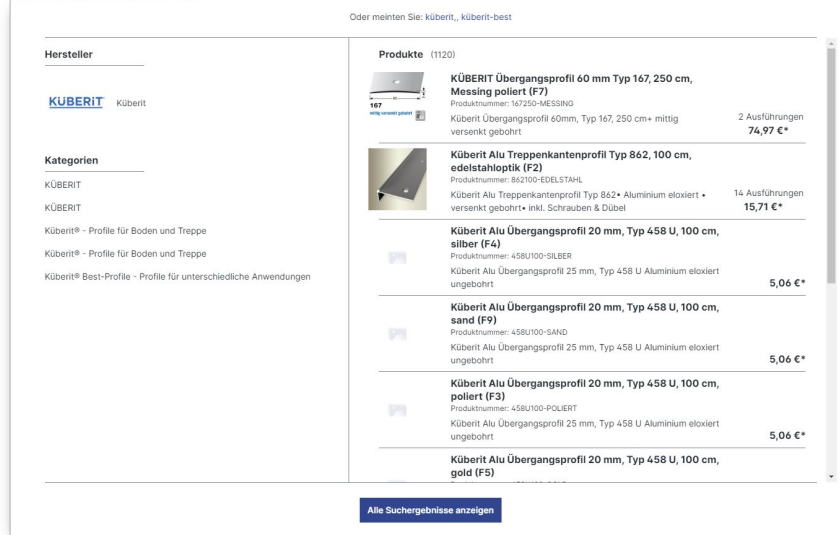 Oder meinten Sie: küberit,, küberit-best
Hersteller
KÜBERIT Küberit
Kategorien
KÜBERIT
KÜBERIT
Küberit® - Profile für Boden und Treppe
Küberit® - Profile für Boden und Treppe
Küberit® Best-Profile - Profile für unterschiedliche Anwendungen
Produkte (1120)
167
mittig versenkt gebohrt
KÜBERIT Übergangsprofil 60 mm Typ 167, 250 cm,
Messing poliert (F7)
Produktnummer: 167250-MESSING
Küberit Übergangsprofil 60mm, Typ 167, 250 cm+ mittig
versenkt gebohrt
2 Ausführungen
74,97 €*
Küberit Alu Treppenkantenprofil Typ 862, 100 cm,
edelstahloptik (F2)
Produktnummer: 862100-EDELSTAHL
Küberit Alu Treppenkantenprofil Typ 862• Aluminium eloxiert •
versenkt gebohrt• inkl. Schrauben & Dübel
14 Ausführungen
15,71 €*
Küberit Alu Übergangsprofil 20 mm, Typ 458 U, 100 cm,
silber (F4)
Produktnummer: 458U100-SILBER
Küberit Alu Übergangsprofil 25 mm, Typ 458 U Aluminium eloxiert
ungebohrt
5,06 €*
Küberit Alu Übergangsprofil 20 mm, Typ 458 U, 100 cm,
sand (F9)
Produktnummer: 458U100-SAND
Küberit Alu Übergangsprofil 25 mm, Typ 458 U Aluminium eloxiert
ungebohrt
5,06 €*
Küberit Alu Übergangsprofil 20 mm, Typ 458 U, 100 cm,
poliert (F3)
Produktnummer: 458U100-POLIERT
Küberit Alu Übergangsprofil 25 mm, Typ 458 U Aluminium eloxiert
ungebohrt
5,06 €*
Küberit Alu Übergangsprofil 20 mm, Typ 458 U, 100 cm,
gold (F5)
Alle Suchergebnisse anzeigen